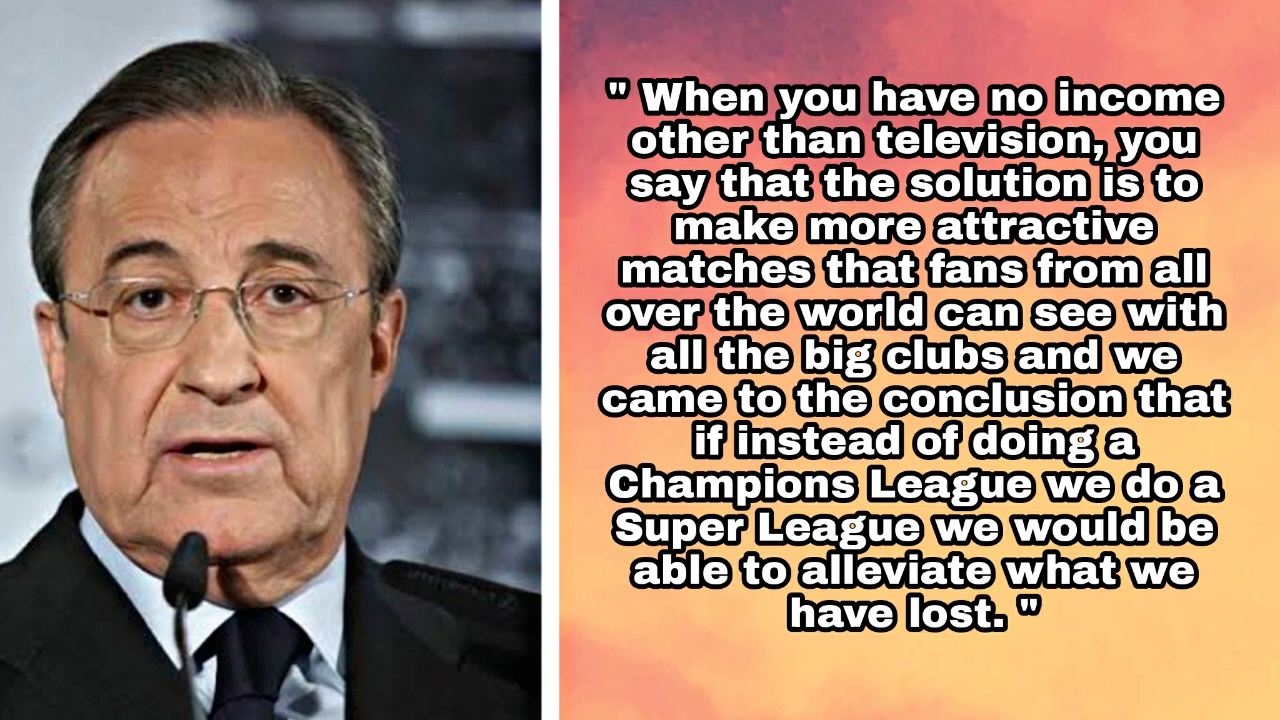 " When you have no income
other than television, you
say that the solution is to
make more attractive
matches that fans from all
over the world can see with
all the big clubs and we
came to the conclusion that
if instead of doing a
Champions League we do a
Super League we would be
able to alleviate what we
have lost. "